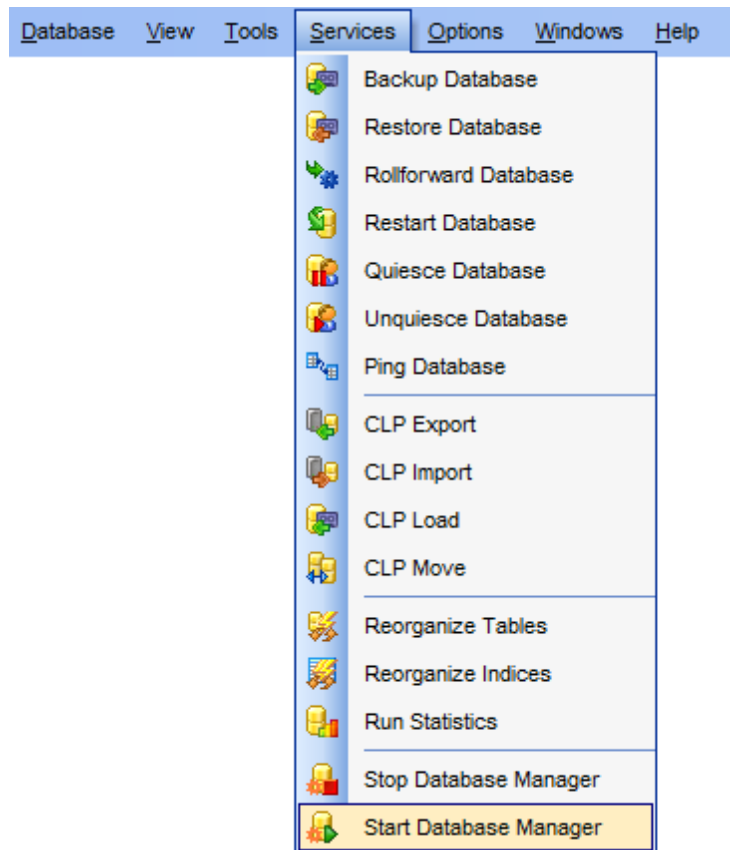 Database View Tools Services Options Windows Help
Backup Database
Restore Database
Rollforward Database
Restart Database
Quiesce Database
Unquiesce Database
Ping Database
CLP Export
CLP Import
CLP Load
CLP Move
Reorganize Tables
Reorganize Indices
Run Statistics
Stop Database Manager
Start Database Manager